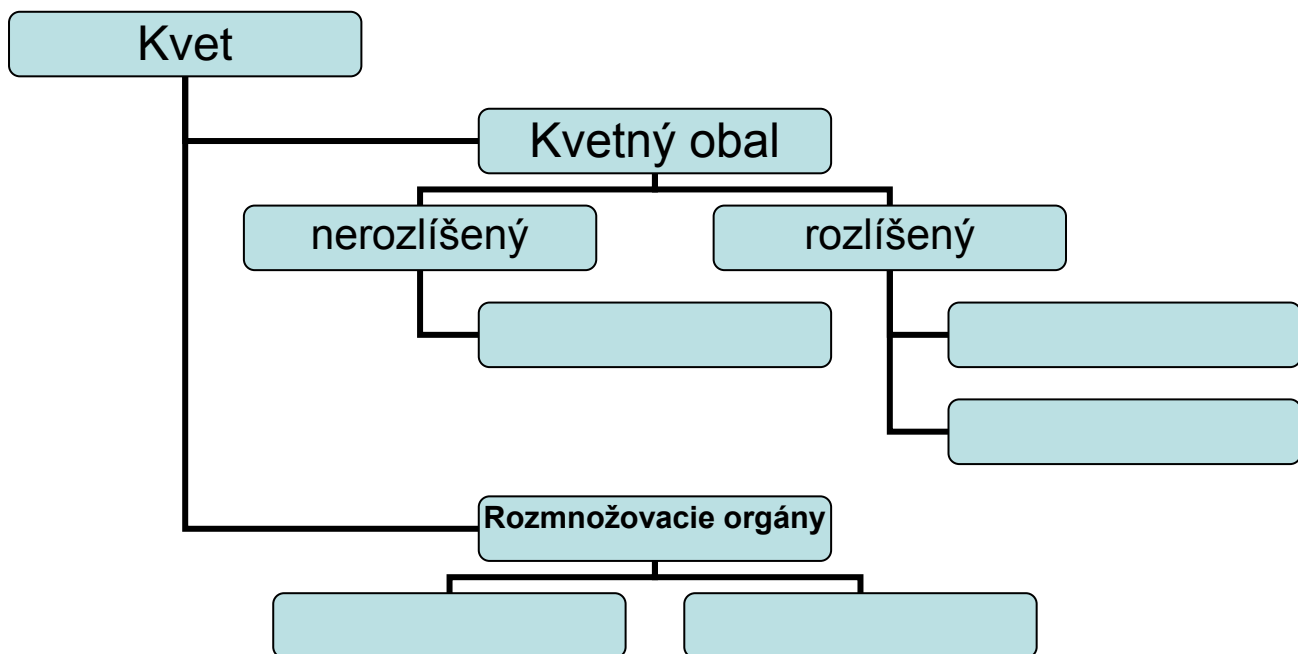 Kvet
Kvetný obal
nerozlíšený
rozlíšený
Rozmnožovacie orgány